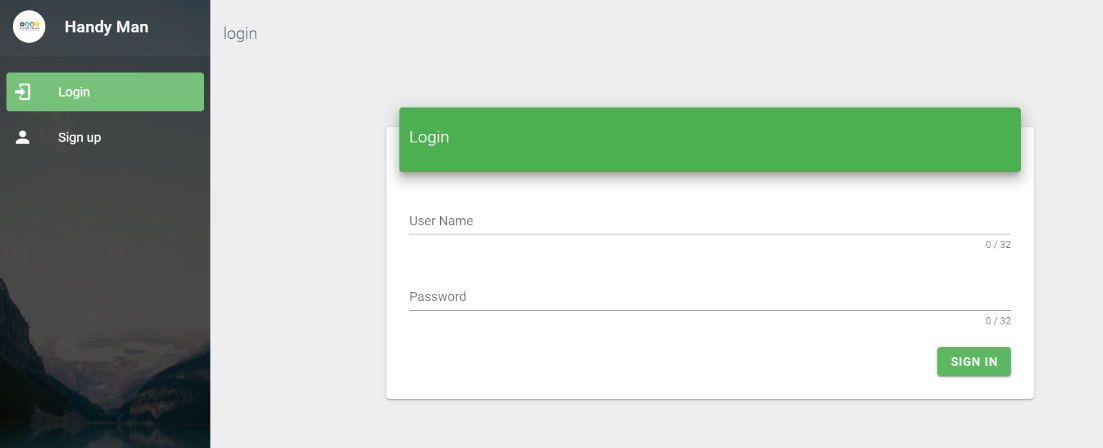 Handy Man
Login
Sign up
login
Login
User Name
0 / 32
Password
0 / 32
SIGN IN